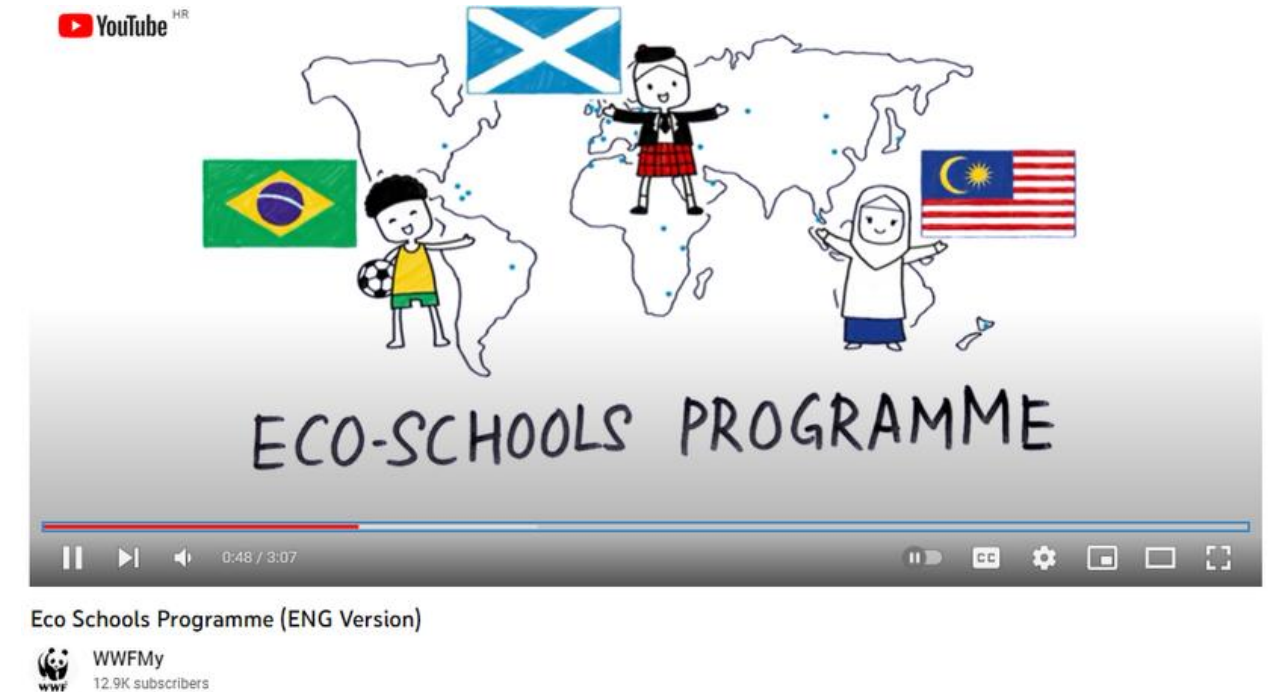 YouTube HR
ECO-SCHOOLS PROGRAMME
0:48 / 3:07
CC
Eco Schools Programme (ENG Version)
WWFMy
WWF
12.9K subscribers